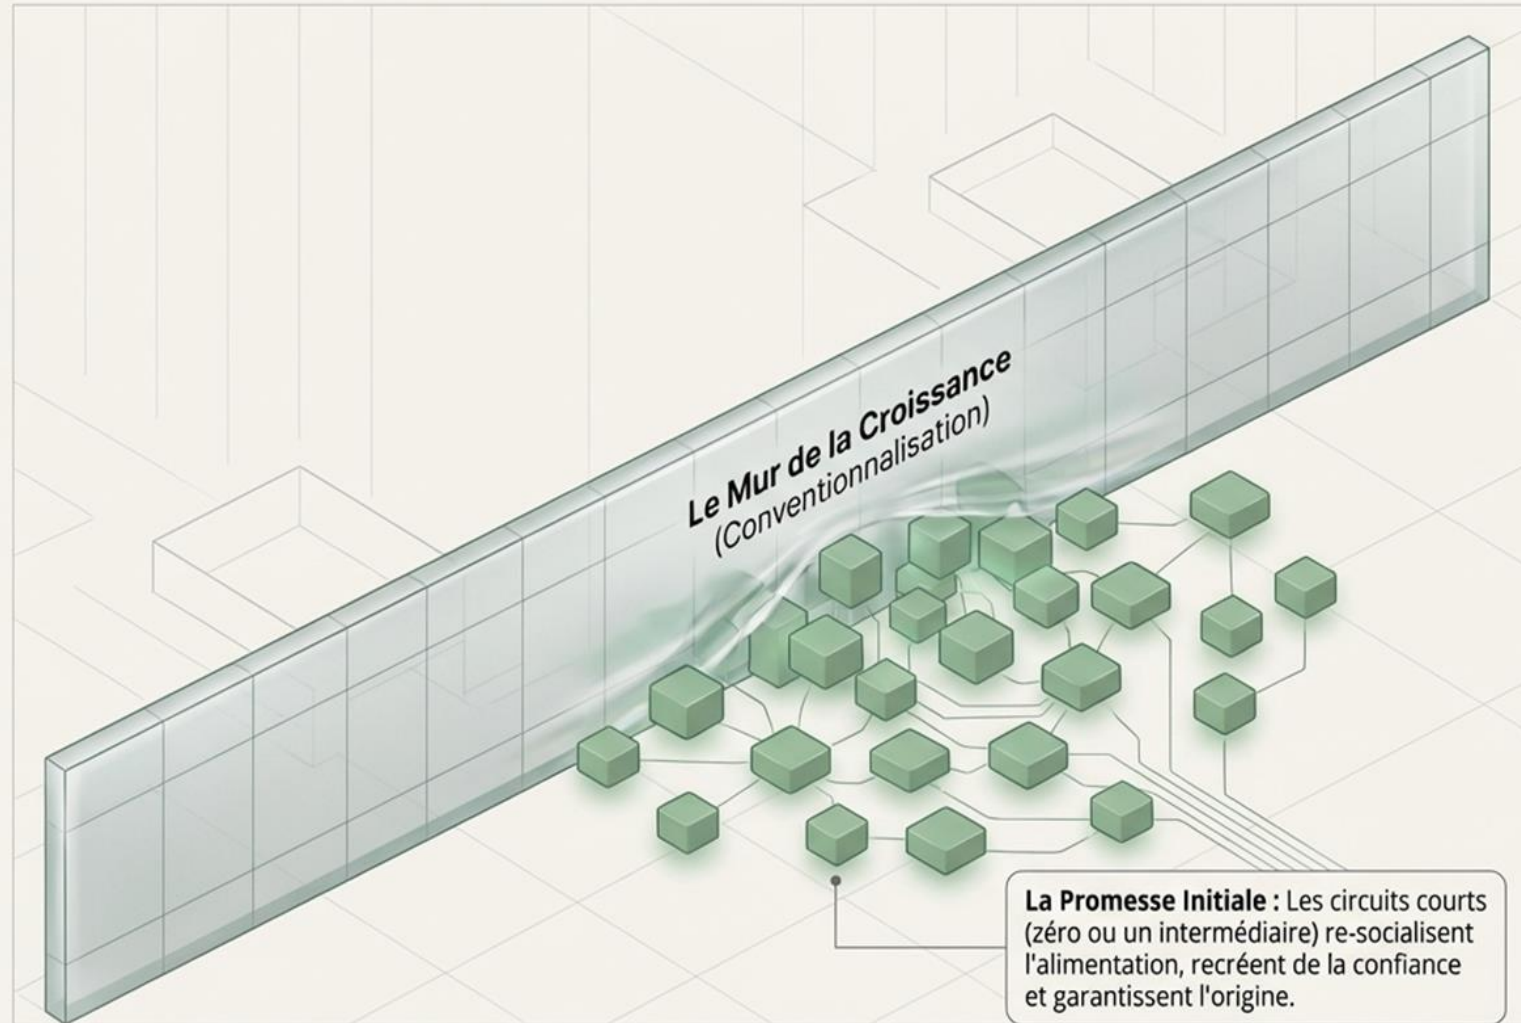 Le Mur de la Croissance
(Conventionnalisation)
La Promesse Initiale : Les circuits courts
(zéro ou un intermédiaire) re-socialisent
l'alimentation, recréent de la confiance
et garantissent l'origine.